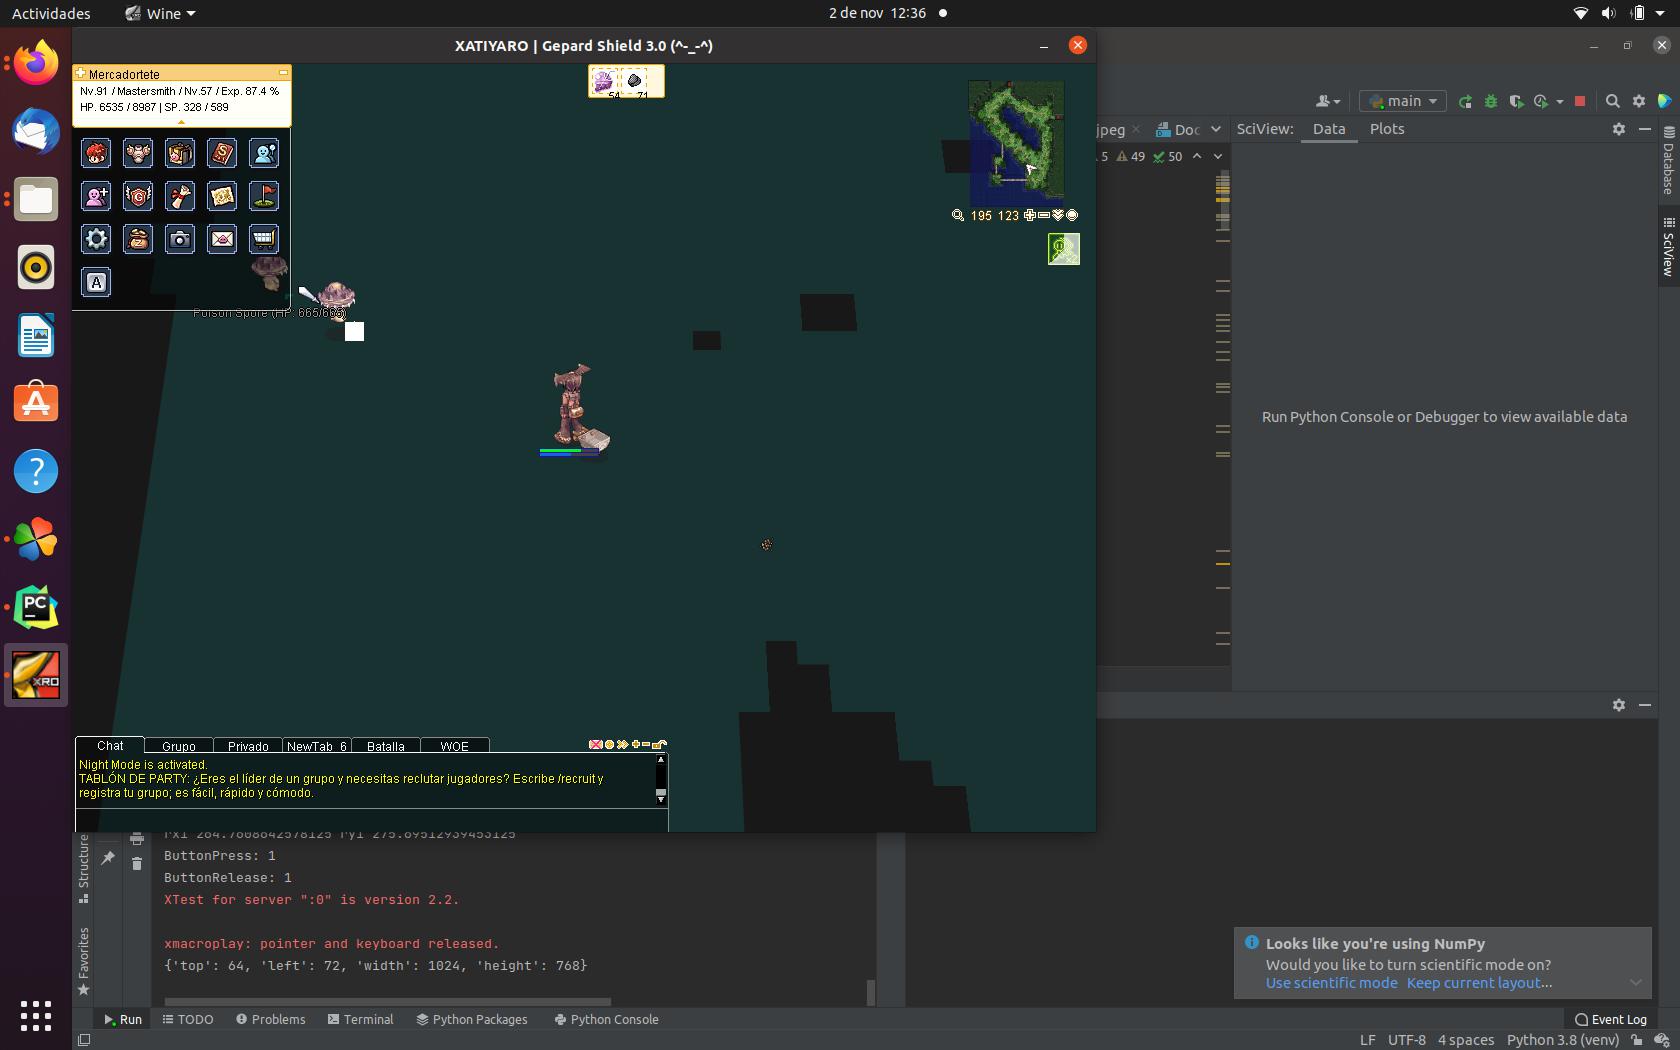 Actividades
Wine
2 de nov 12:36
XATIYARO | Gepard Shield 3.0 (^-_-^)
Mercadortete
Nv.91 / Mastersmith / Nv.57 / Exp. 87.4 %
HP. 6535 / 8987 | SP. 328 / 589
54 71
195 123
Poison Spore (HP: 665/665)
main
jpeg
Doc
SciView: Data Plots
5 49 50
Database
SciView
Run Python Console or Debugger to view available data
PC
XRO
Chat Grupo Privado NewTab_6 Batalla WOE
Night Mode is activated.
TABLÓN DE PARTY: ¿Eres el líder de un grupo y necesitas reclutar jugadores? Escribe /recruit y
registra tu grupo; es fácil, rápido y cómodo.
Structure
Favorites
ButtonPress: 1
ButtonRelease: 1
XTest for server ":0" is version 2.2.
xmacroplay: pointer and keyboard released.
{'top': 64, 'left': 72, 'width': 1024, 'height': 768}
Looks like you're using NumPy
Would you like to turn scientific mode on?
Use scientific mode Keep current layout...
Run TODO Problems Terminal Python Packages Python Console
Event Log
LF UTF-8 4 spaces Python 3.8 (venv)